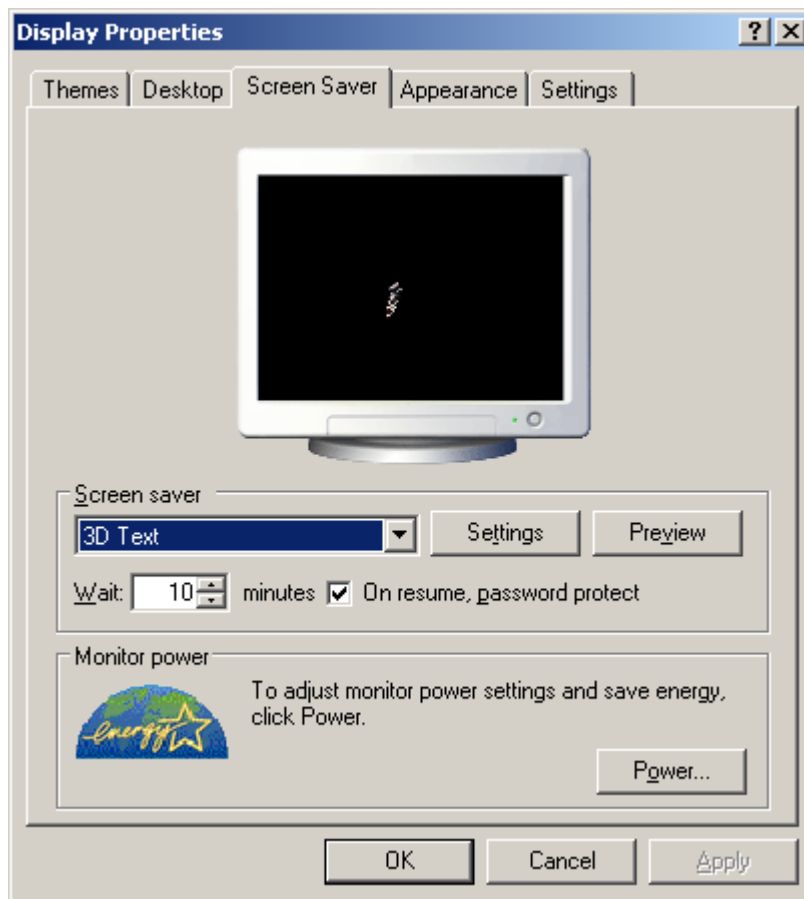 Display Properties
Themes Desktop Screen Saver Appearance Settings
Screen saver
3D Text Settings Preview
Wait: 10 minutes On resume, password protect
Monitor power
To adjust monitor power settings and save energy,
click Power.
energy
Power...
OK Cancel Apply